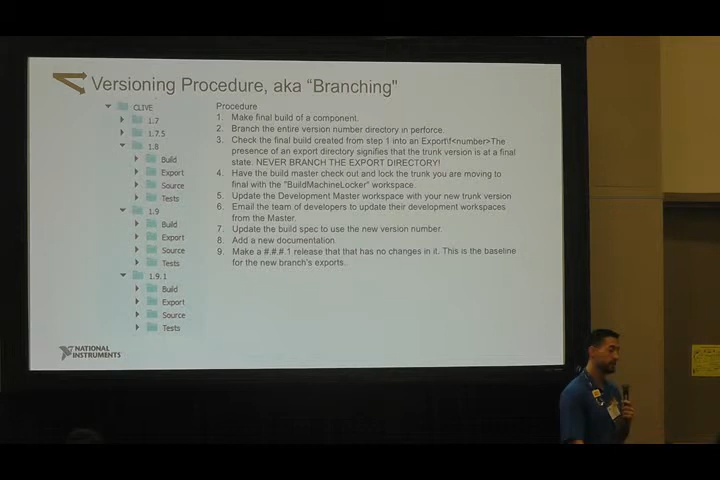 Versioning Procedure, aka "Branching"
CLIVE
1.7
1.7.5
1.8
Build
Export
Source
Tests
1.9
Build
Export
Source
Tests
1.9.1
Build
Export
Source
Tests
Procedure
1. Make final build of a component.
2. Branch the entire version number directory in perforce.
3. Check the final build created from step 1 into an Export\f<number>The
presence of an export directory signifies that the trunk version is at a final
state: NEVER BRANCH THE EXPORT DIRECTORY!
4. Have the build master check out and lock the trunk you are moving to
final with the "BuildMachineLocker" workspace.
5. Update the Development Master workspace with your new trunk version
6. Email the team of developers to update their development workspaces
from the Master.
7. Update the build spec to use the new version number.
8. Add a new documentation
9. Make a #.#.#.1 release that that has no changes in it. This is the baseline
for the new branch's exports.
NATIONAL
INSTRUMENTS